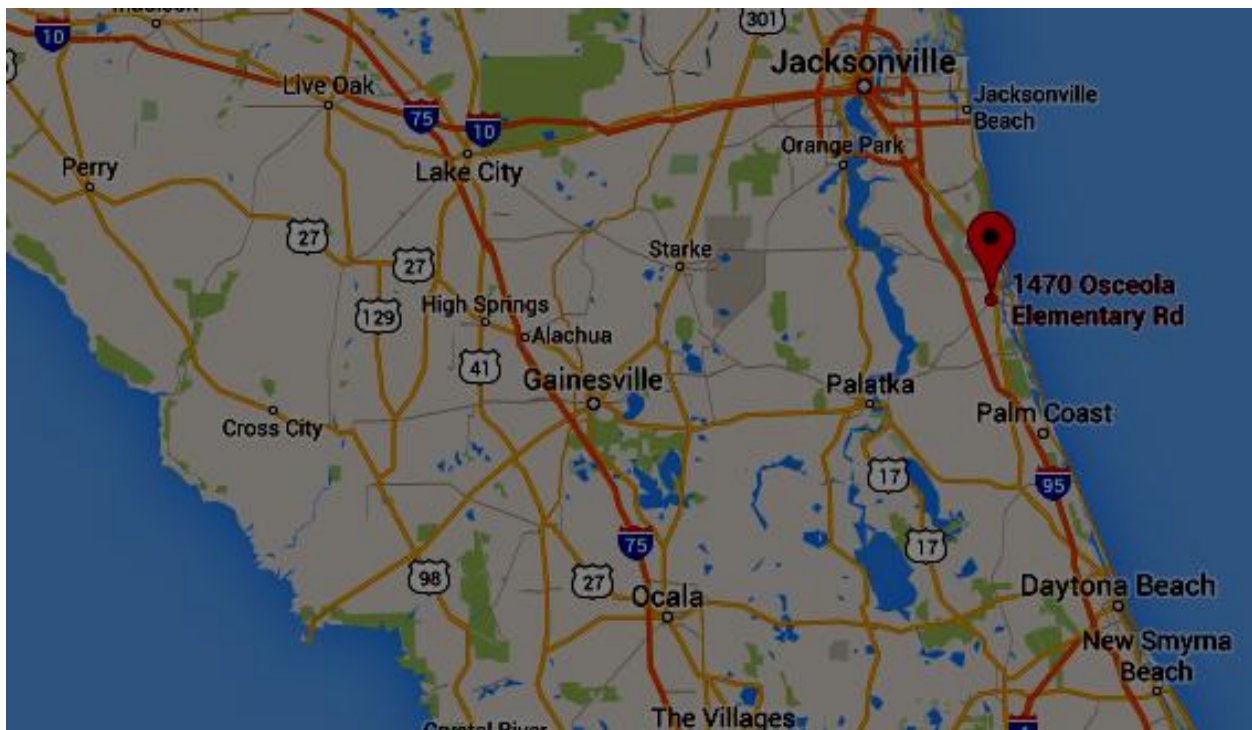 301
10
Jacksonville
Live Oak
75
10
Jacksonville
Beach
Orange Park
Perry
Lake City
27
27
Starke
1470 Osceola
Elementary Rd
129
High Springs
Alachua
41
Gainesville
Palatka
Cross City
Palm Coast
17
95
75
17
98
27
Ocala
Daytona Beach
New Smyrna
Beach
The Villages
Crystal River